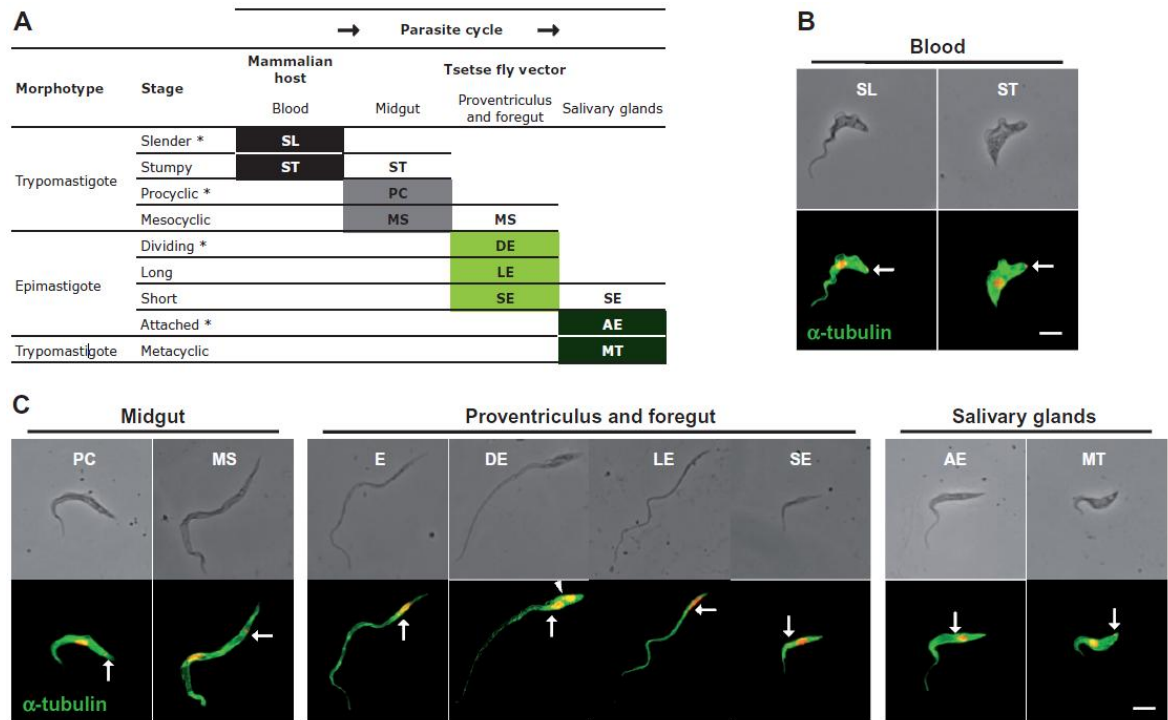 A
→ Parasite cycle →
Morphotype Stage Mammalian host Tsetse fly vector
Blood Midgut Proventriculus and foregut Salivary glands
Trypomastigote
Slender * SL
Stumpy ST ST
Procyclic * PC
Mesocyclic MS MS
Epimastigote
Dividing * DE
Long LE
Short SE SE
Attached * AE
Trypomastigote Metacyclic MT
B
Blood
SL ST
α-tubulin
C
Midgut Proventriculus and foregut Salivary glands
PC MS E DE LE SE AE MT
α-tubulin